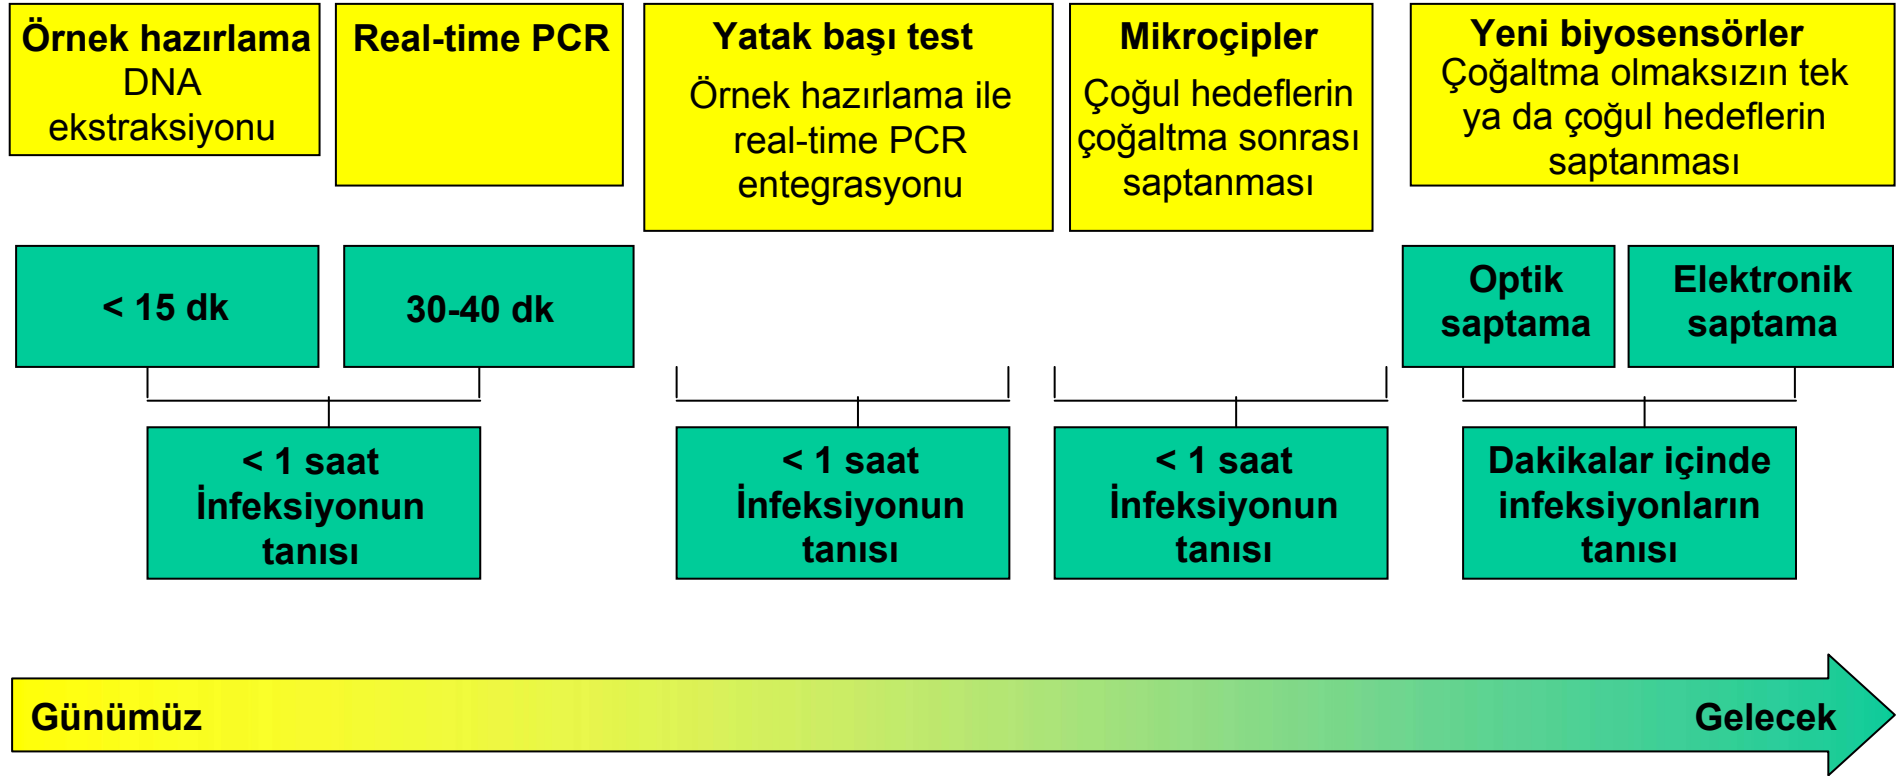 Örnek hazırlama
DNA
ekstraksiyonu
Real-time PCR
Yatak başı test
Örnek hazırlama ile
real-time PCR
entegrasyonu
Mikroçipler
Çoğul hedeflerin
çoğaltma sonrası
saptanması
Yeni biyosensörler
Çoğaltma olmaksızın tek
ya da çoğul hedeflerin
saptanması
< 15 dk
30-40 dk
Optik
saptama
Elektronik
saptama
< 1 saat
İnfeksiyonun
tanısı
< 1 saat
İnfeksiyonun
tanısı
< 1 saat
İnfeksiyonun
tanısı
Dakikalar içinde
infeksiyonların
tanısı
Günümüz
Gelecek